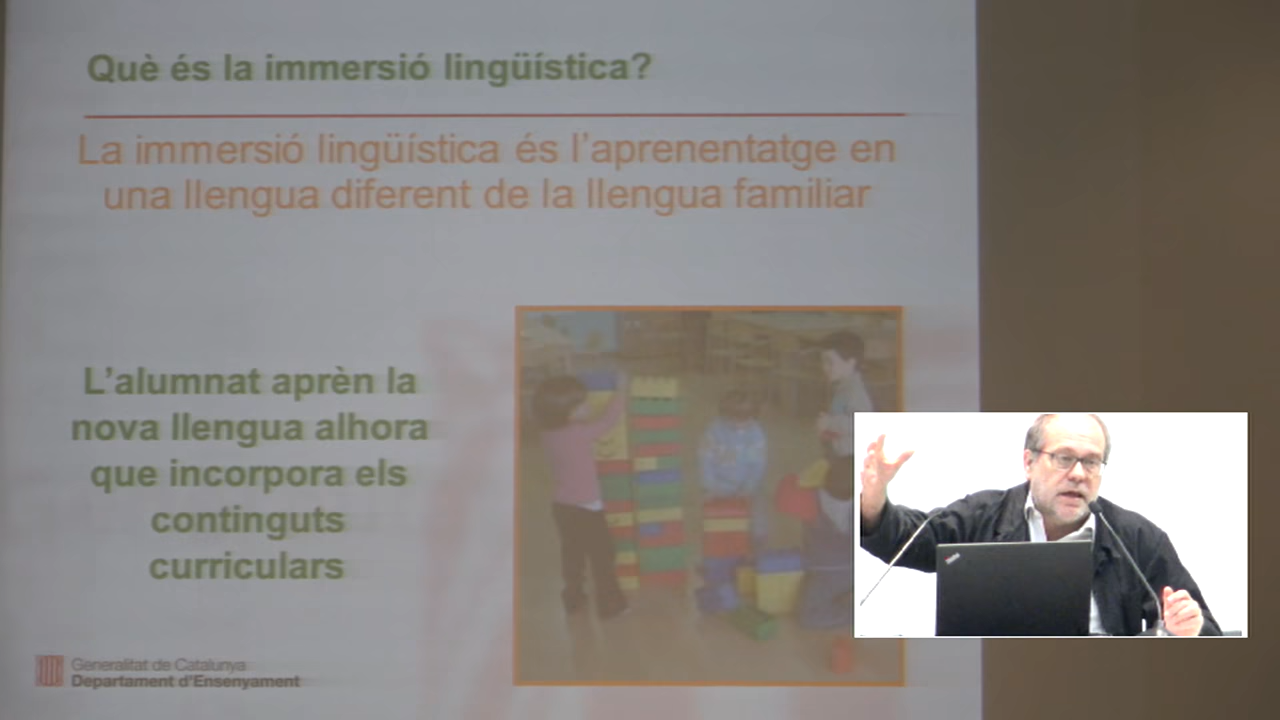 Què és la immersió lingüística?
La immersió lingüística és l'aprenentatge en
una llengua diferent de la llengua familiar
L'alumnat aprèn la
nova llengua alhora
que incorpora els
continguts
curriculars
Generalitat de Catalunya
Departament d'Ensenyament